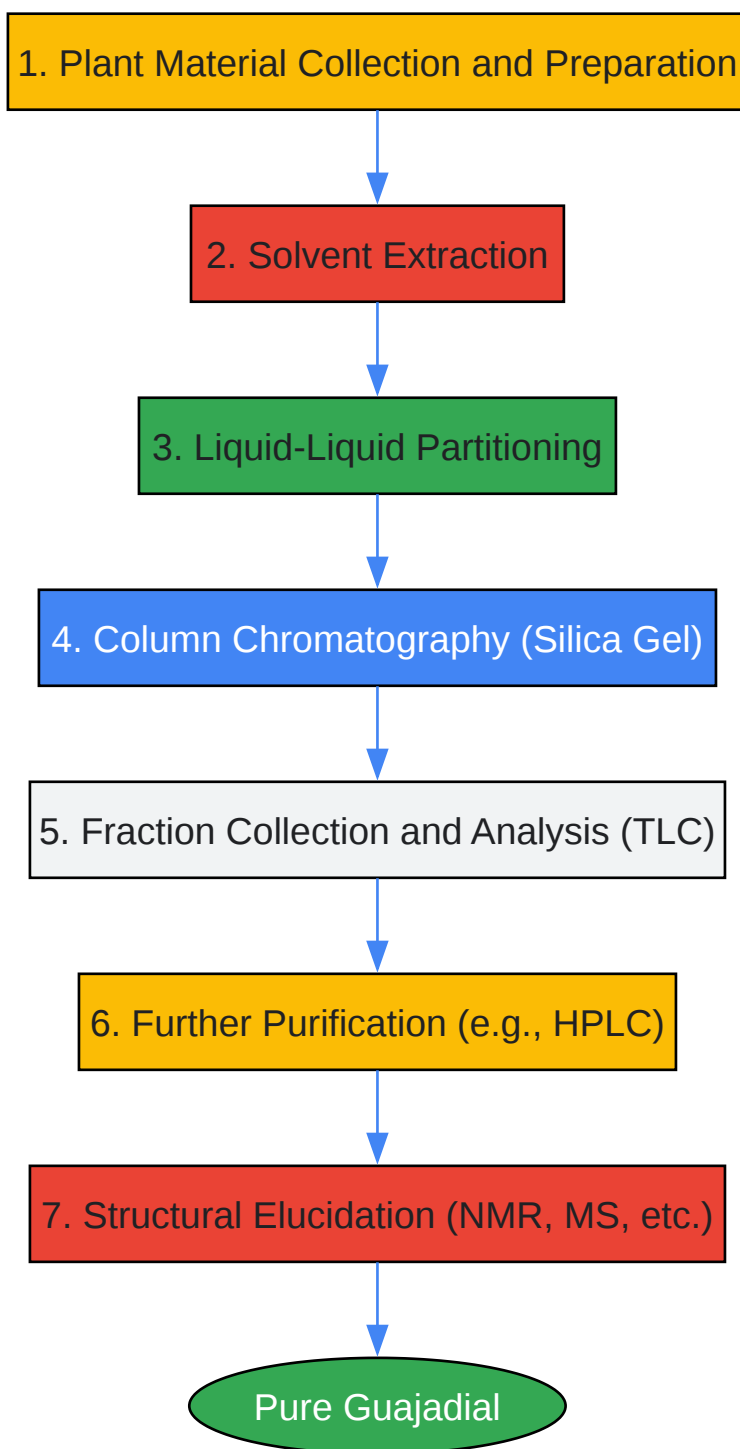 1. Plant Material Collection and Preparation
2. Solvent Extraction
3. Liquid-Liquid Partitioning
4. Column Chromatography (Silica Gel)
5. Fraction Collection and Analysis (TLC)
6. Further Purification (e.g., HPLC)
7. Structural Elucidation (NMR, MS, etc.)
Pure Guajadial